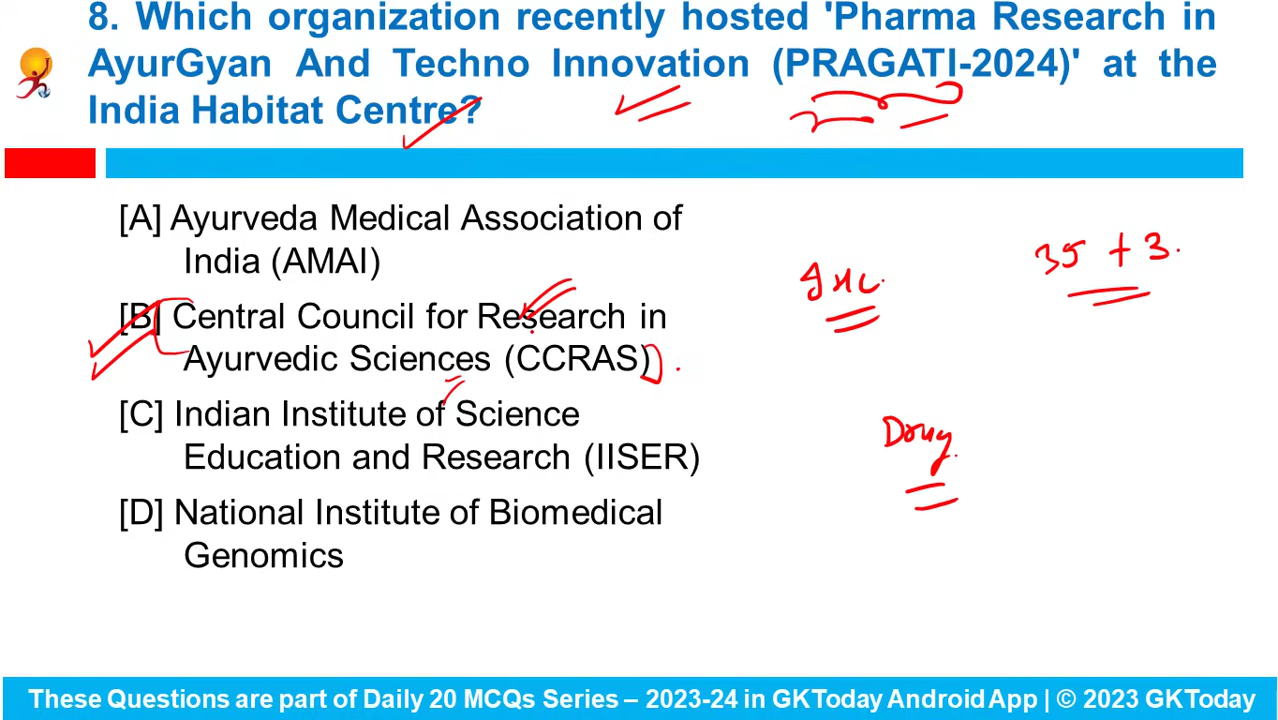 8. Which organization recently hosted 'Pharma Research in
AyurGyan And Techno Innovation (PRAGATI-2024)' at the
India Habitat Centre?
[A] Ayurveda Medical Association of
India (AMAI)
[B] Central Council for Research in
Ayurvedic Sciences (CCRAS)
[C] Indian Institute of Science
Education and Research (IISER)
[D] National Institute of Biomedical
Genomics
35 + 3.
Drug
These Questions are part of Daily 20 MCQs Series – 2023-24 in GKToday Android App | © 2023 GKToday